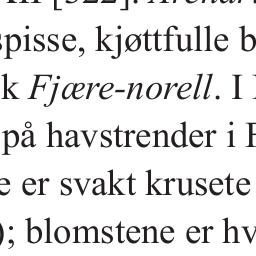 spisse, kjøttfulle b
k Fjære-norell. I
på havstrender i F
e er svakt krusete
); blomstene er hv